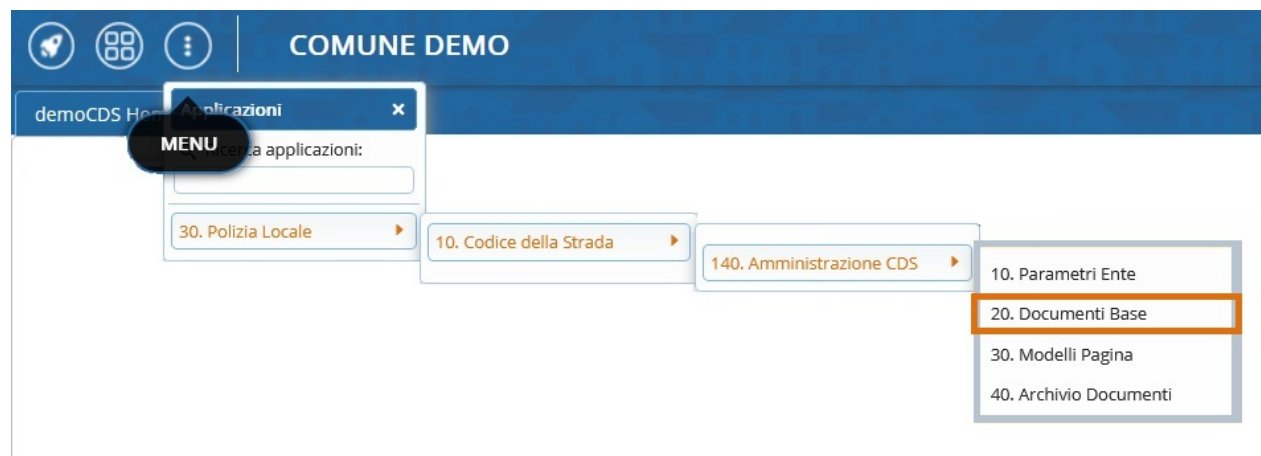 COMUNE DEMO
demoCDS
Applicazioni
MENU
applicazioni:
30. Polizia Locale
10. Codice della Strada
140. Amministrazione CDS
10. Parametri Ente
20. Documenti Base
30. Modelli Pagina
40. Archivio Documenti